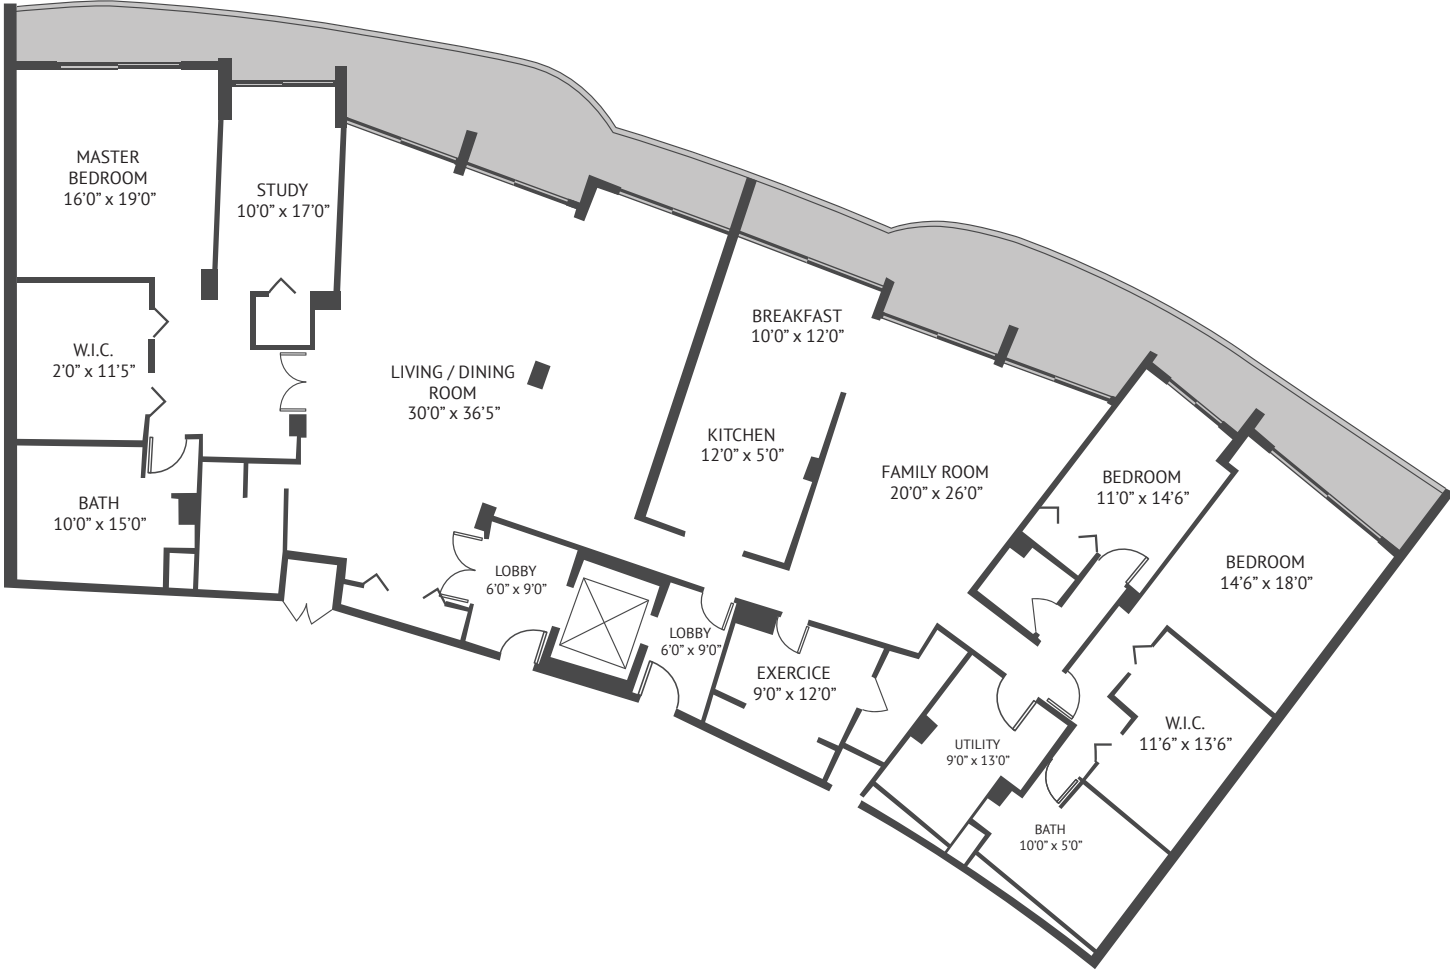 MASTER
BEDROOM
16’0” x 19’0”
STUDY
10’0” x 17’0”
W.I.C.
2’0” x 11’5”
BATH
10’0” x 15’0”
LIVING / DINING
ROOM
30’0” x 36’5”
BREAKFAST
10’0” x 12’0”
KITCHEN
12’0” x 5’0”
FAMILY ROOM
20’0” x 26’0”
BEDROOM
11’0” x 14’6”
BEDROOM
14’6” x 18’0”
LOBBY
6’0” x 9’0”
LOBBY
6’0” x 9’0”
EXERCICE
9’0” x 12’0”
UTILITY
9’0” x 13’0”
W.I.C.
11’6” x 13’6”
BATH
10’0” x 5’0”